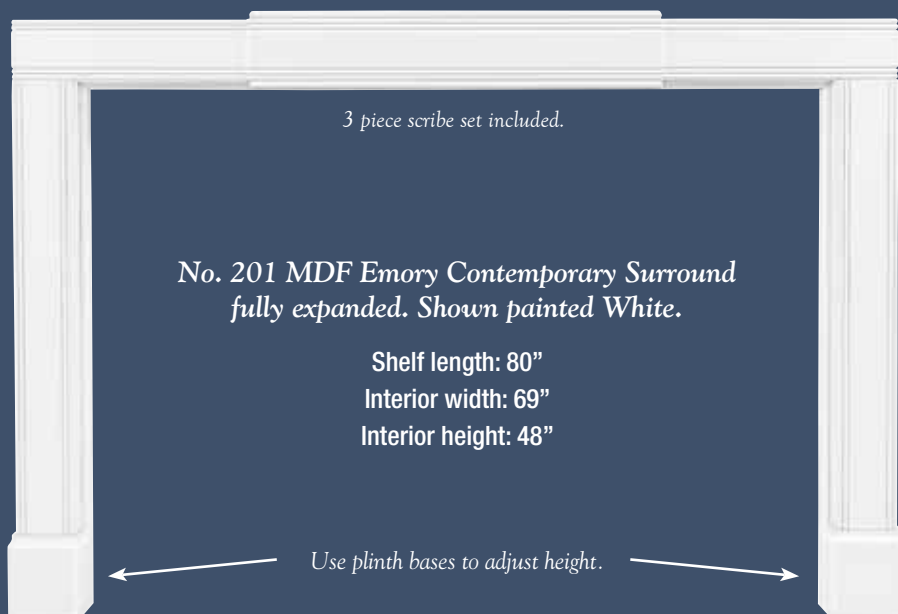 3 piece scribe set included.
No. 201 MDF Emory Contemporary Surround
fully expanded. Shown painted White.
Shelf length: 80”
Interior width: 69”
Interior height: 48”
Use plinth bases to adjust height.